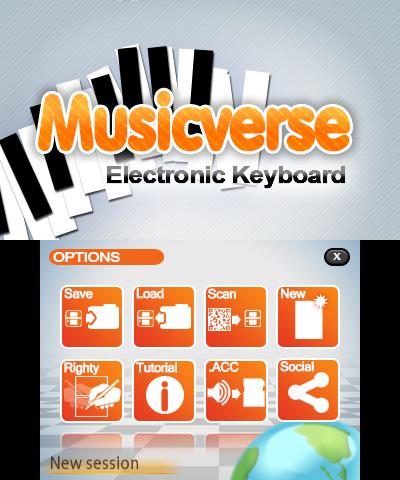 Musicverse
Electronic Keyboard
OPTIONS
X
Save
Load
Scan
New
Righty
Tutorial
.ACC
Social
New session